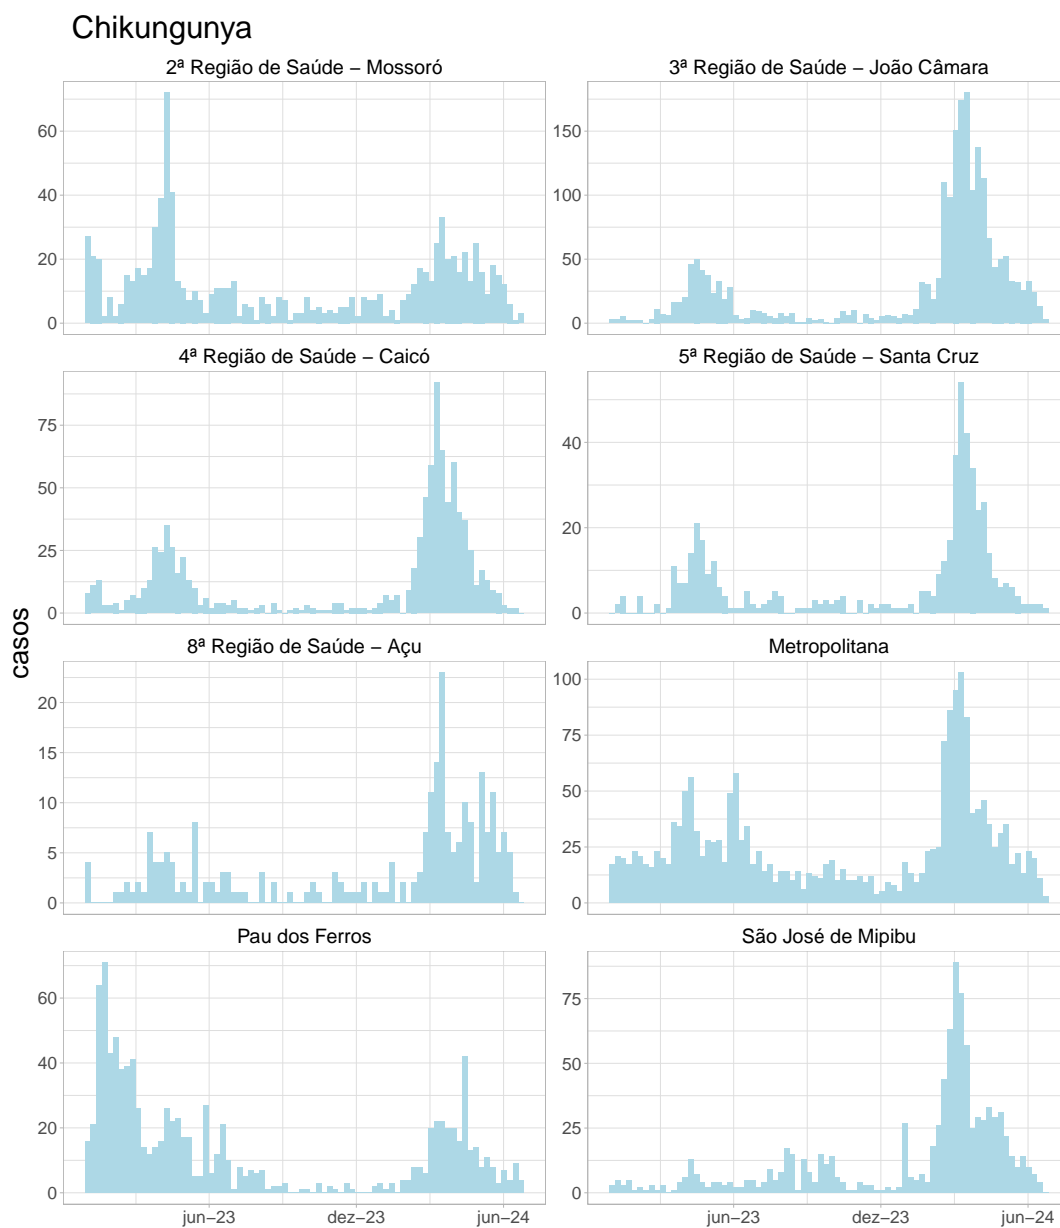 Chikungunya
2ª Região de Saúde – Mossoró
3ª Região de Saúde – João Câmara
60
40
20
0
150
100
50
0
4ª Região de Saúde – Caicó
5ª Região de Saúde – Santa Cruz
75
50
25
0
40
20
0
casos
8ª Região de Saúde – Açu
Metropolitana
20
15
10
5
0
100
75
50
25
0
Pau dos Ferros
São José de Mipibu
60
40
20
0
75
50
25
0
jun–23 dez–23 jun–24
jun–23 dez–23 jun–24